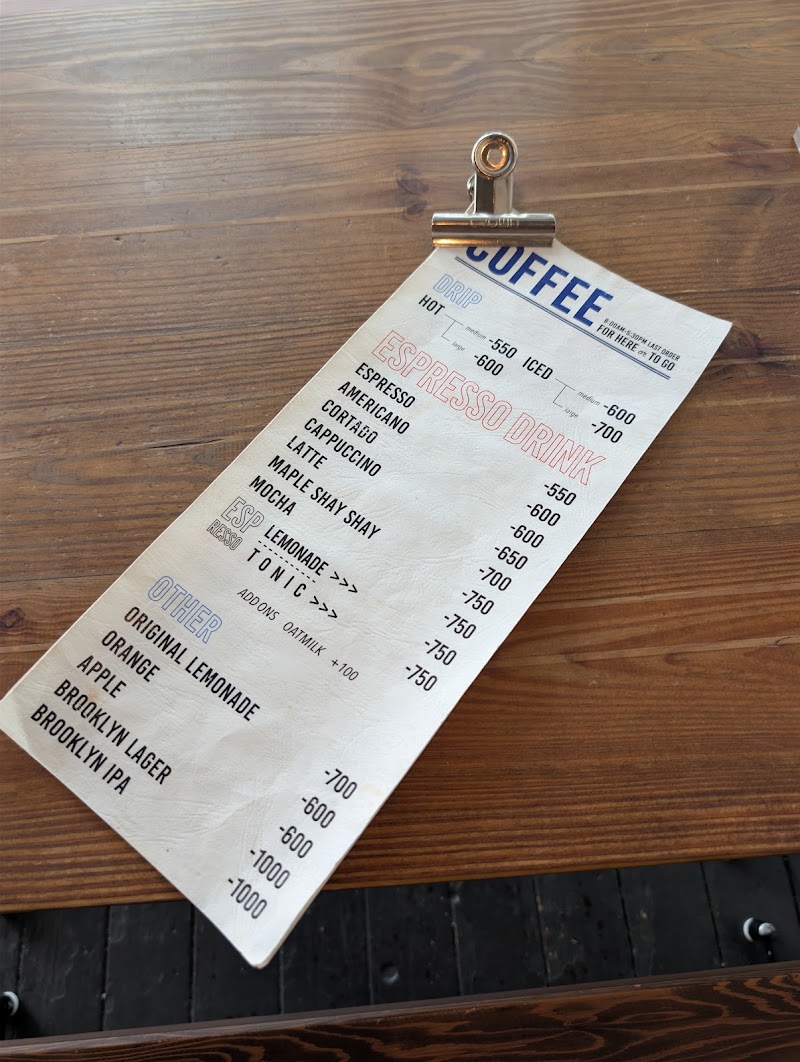 COFFEE
8:00AM-5:30PM LAST ORDER
FOR HERE or TO GO
DRIP
HOT medium -550 ICED medium -600
large -600 large -700
ESPRESSO DRINK
ESPRESSO -550
AMERICANO -600
CORTADO -600
CAPPUCCINO -650
LATTE -700
MAPLE SHAY SHAY -750
MOCHA -750
ESPRESSO LEMONADE >>> -750
TONIC >>> -750
ADD ONS OATMILK +100
OTHER
ORIGINAL LEMONADE -700
ORANGE -600
APPLE -600
BROOKLYN LAGER -1000
BROOKLYN IPA -1000